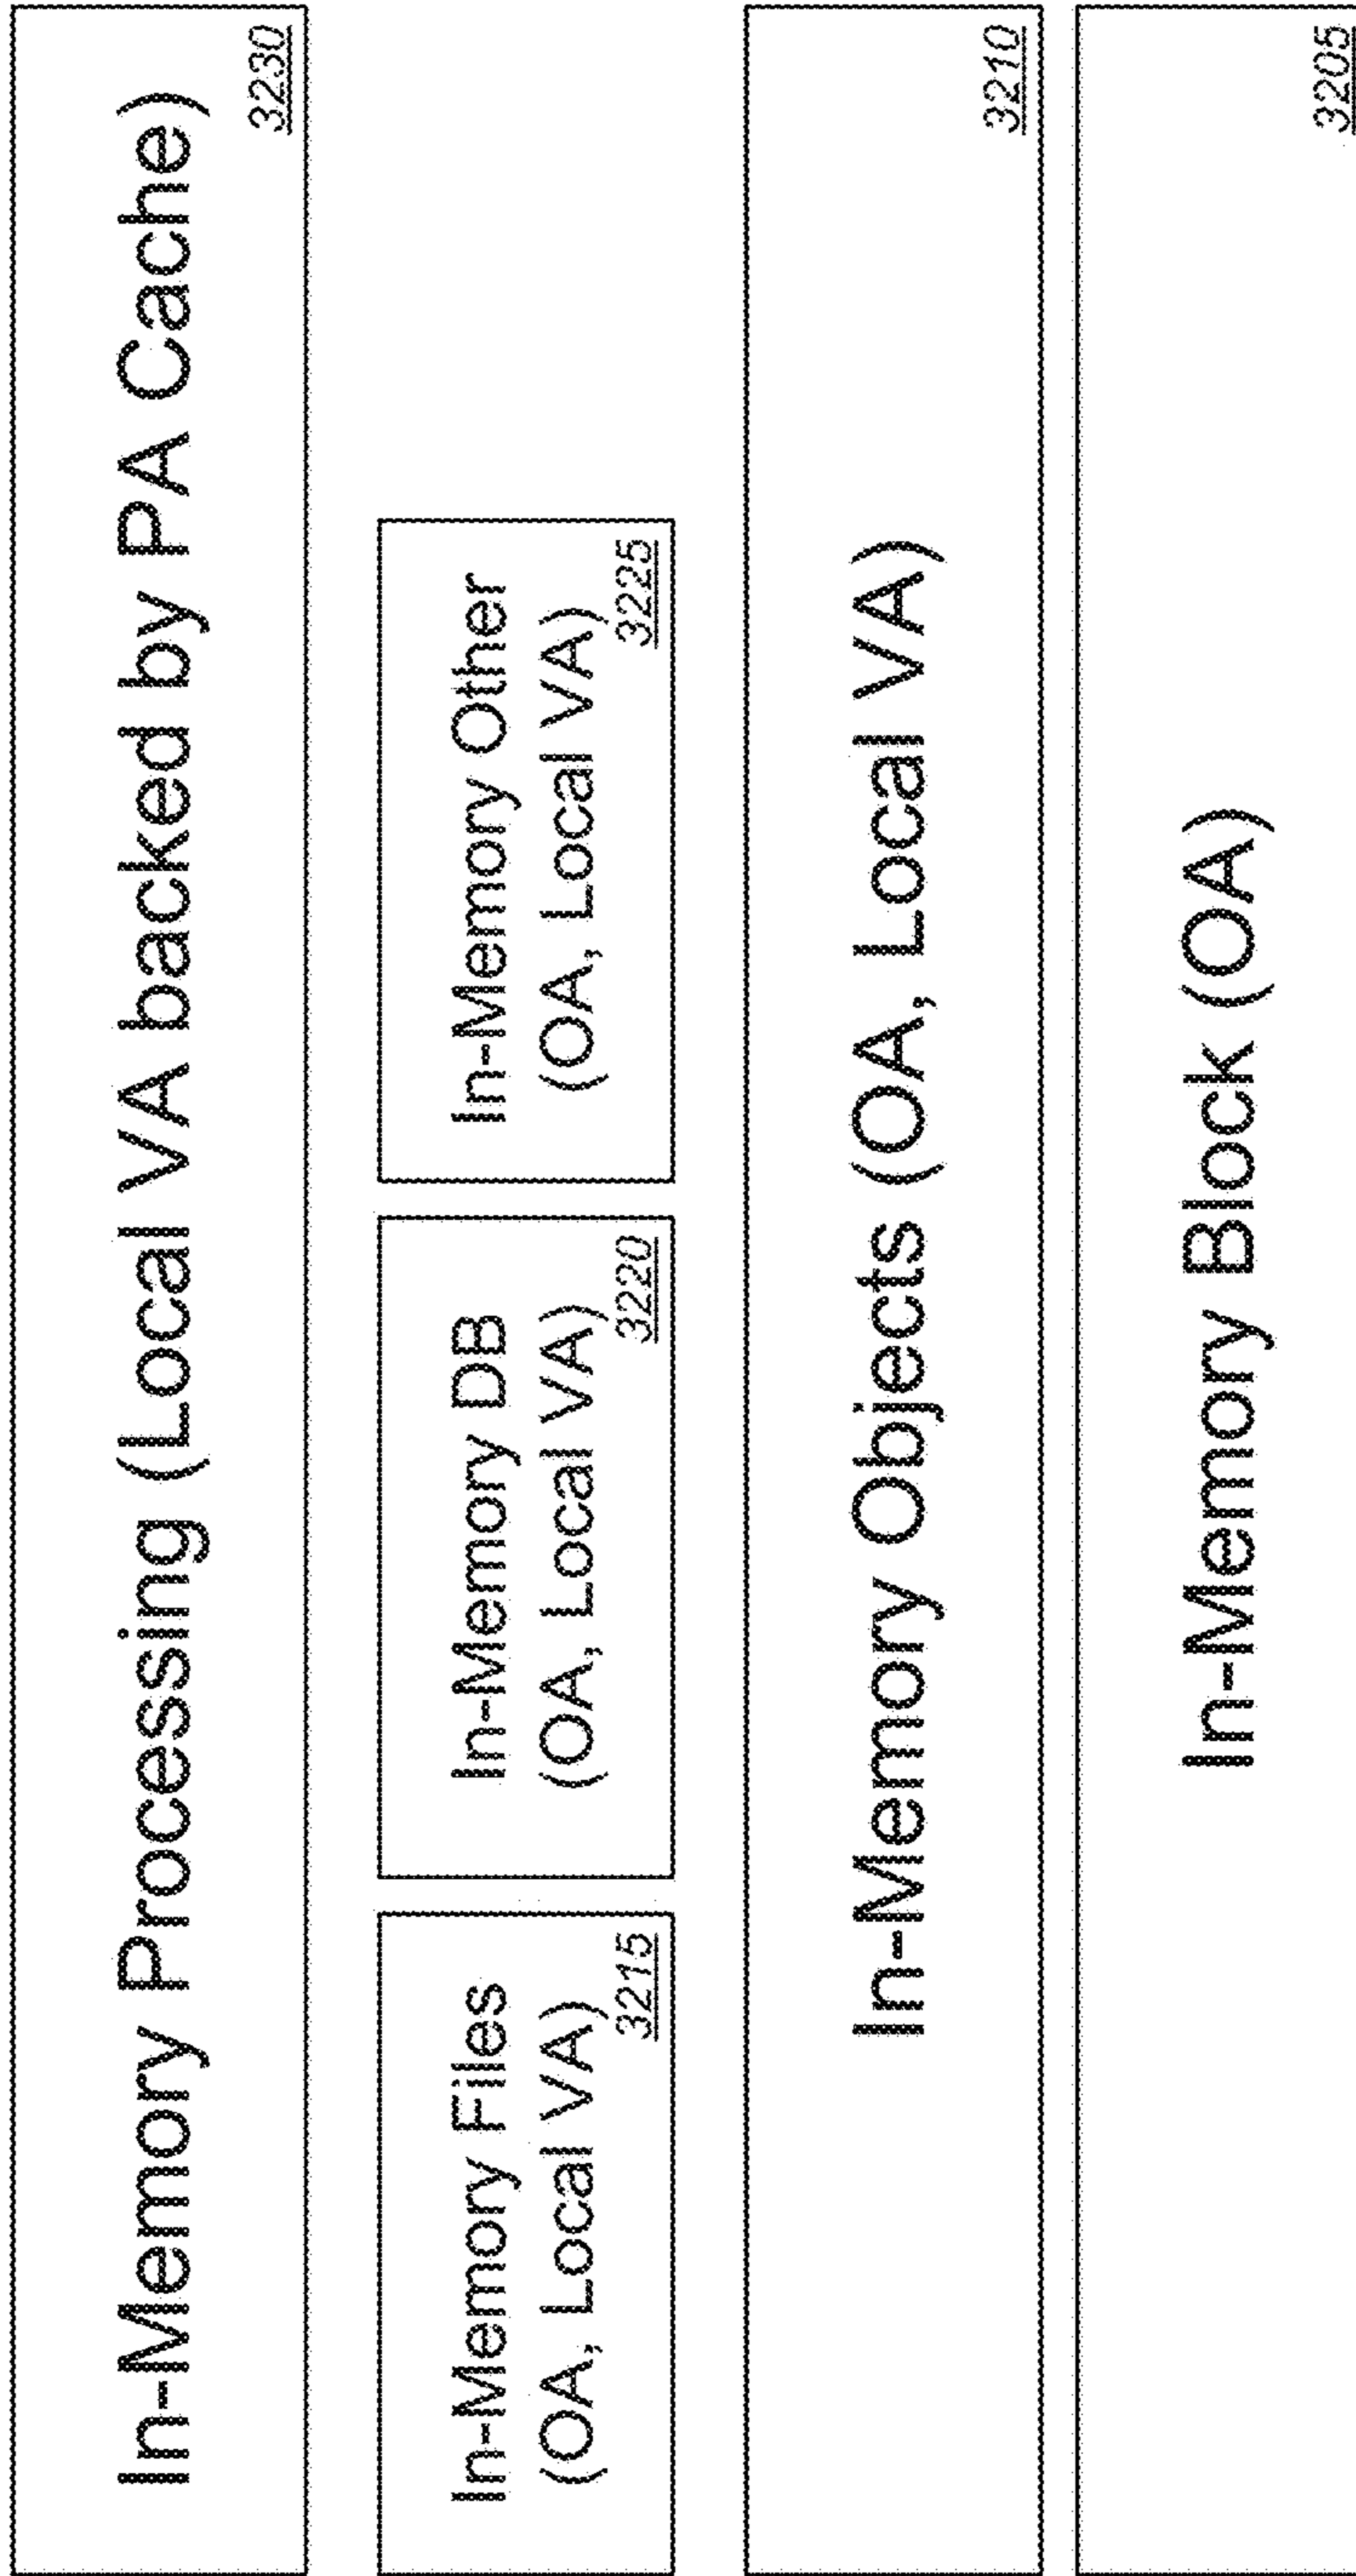 In-Memory Processing (Local VA backed by PA Cache)
3230
In-Memory Files
(OA, Local VA)
3215
In-Memory DB
(OA, Local VA)
3220
In-Memory Other
(OA, Local VA)
3225
In-Memory Objects (OA, Local VA)
3210
In-Memory Block (OA)
3205